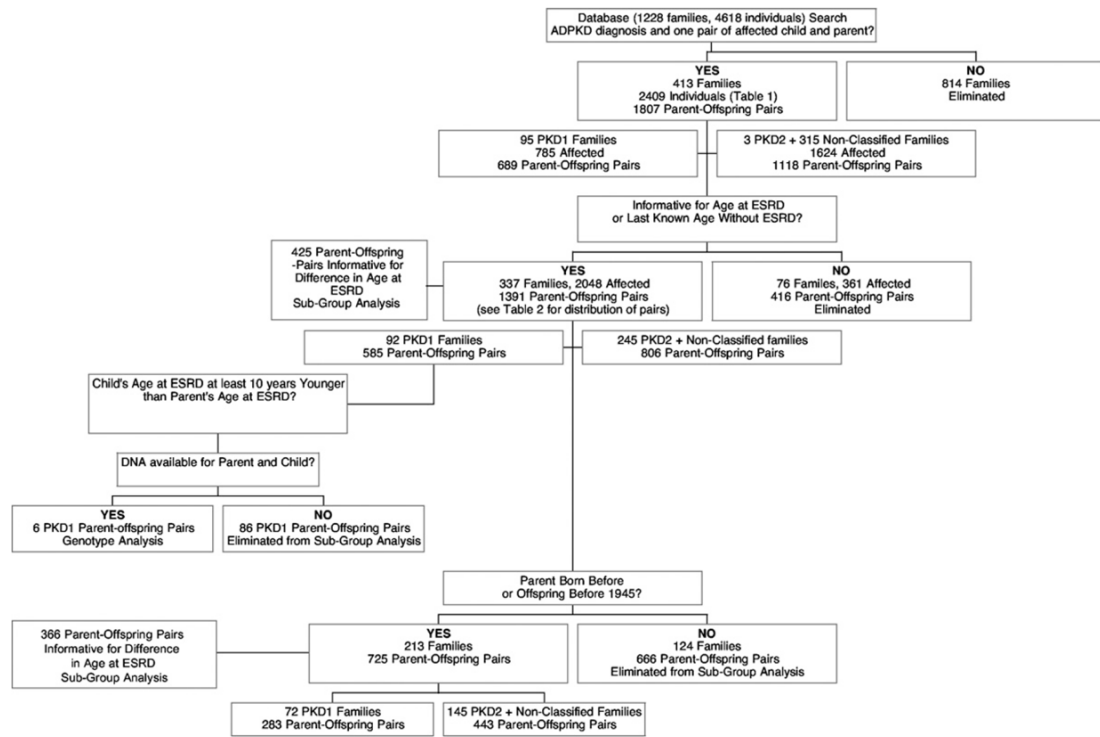 Database (1228 families, 4618 individuals) Search
ADPKD diagnosis and one pair of affected child and parent?
YES
413 Families
2409 Individuals (Table 1)
1807 Parent-Offspring Pairs
NO
814 Families
Eliminated
95 PKD1 Families
785 Affected
689 Parent-Offspring Pairs
3 PKD2 + 315 Non-Classified Families
1624 Affected
1118 Parent-Offspring Pairs
Informative for Age at ESRD
or Last Known Age Without ESRD?
425 Parent-Offspring
-Pairs Informative for
Difference in Age at
ESRD
Sub-Group Analysis
YES
337 Families, 2048 Affected
1391 Parent-Offspring Pairs
(see Table 2 for distribution of pairs)
NO
76 Familes, 361 Affected
416 Parent-Offspring Pairs
Eliminated
92 PKD1 Families
585 Parent-Offspring Pairs
245 PKD2 + Non-Classified families
806 Parent-Offspring Pairs
Child's Age at ESRD at least 10 years Younger
than Parent's Age at ESRD?
DNA available for Parent and Child?
YES
6 PKD1 Parent-offspring Pairs
Genotype Analysis
NO
86 PKD1 Parent-Offspring Pairs
Eliminated from Sub-Group Analysis
Parent Born Before
or Offspring Before 1945?
366 Parent-Offspring Pairs
Informative for Difference
in Age at ESRD
Sub-Group Analysis
YES
213 Families
725 Parent-Offspring Pairs
NO
124 Families
666 Parent-Offspring Pairs
Eliminated from Sub-Group Analysis
72 PKD1 Families
283 Parent-Offspring Pairs
145 PKD2 + Non-Classified Families
443 Parent-Offspring Pairs